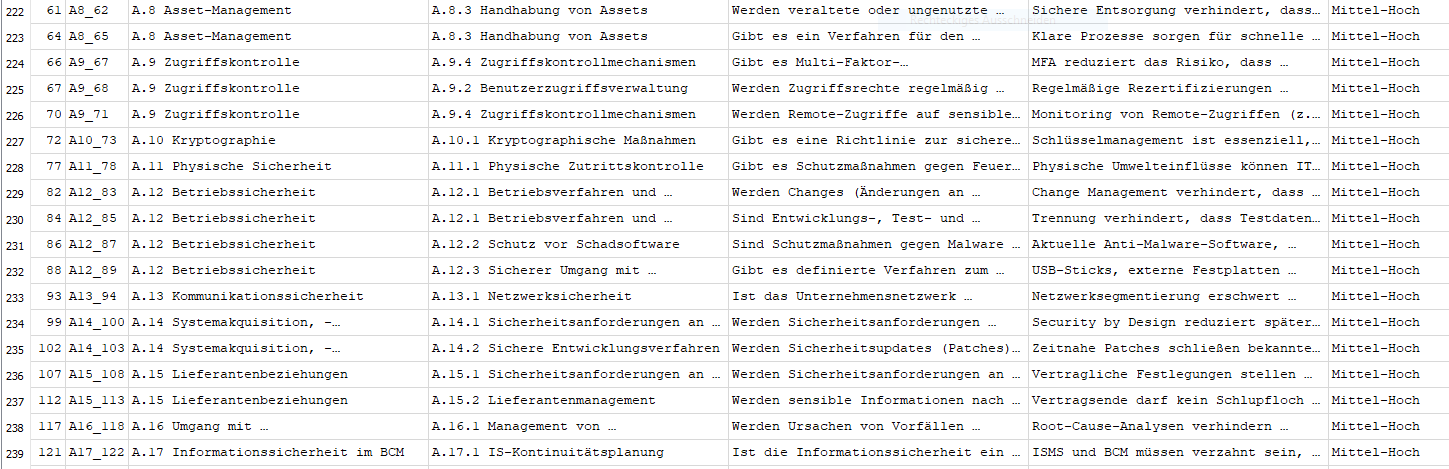 222 61 A8_62 A.8 Asset-Management A.8.3 Handhabung von Assets Werden veraltete oder ungenutzte … Sichere Entsorgung verhindert, dass… Mittel-Hoch
Rechteckiges Ausschneiden
223 64 A8_65 A.8 Asset-Management A.8.3 Handhabung von Assets Gibt es ein Verfahren für den … Klare Prozesse sorgen für schnelle … Mittel-Hoch
224 66 A9_67 A.9 Zugriffskontrolle A.9.4 Zugriffskontrollmechanismen Gibt es Multi-Faktor-… MFA reduziert das Risiko, dass … Mittel-Hoch
225 67 A9_68 A.9 Zugriffskontrolle A.9.2 Benutzerzugriffsverwaltung Werden Zugriffsrechte regelmäßig … Regelmäßige Rezertifizierungen … Mittel-Hoch
226 70 A9_71 A.9 Zugriffskontrolle A.9.4 Zugriffskontrollmechanismen Werden Remote-Zugriffe auf sensible… Monitoring von Remote-Zugriffen (z.… Mittel-Hoch
227 72 A10_73 A.10 Kryptographie A.10.1 Kryptographische Maßnahmen Gibt es eine Richtlinie zur sichere… Schlüsselmanagement ist essenziell,… Mittel-Hoch
228 77 A11_78 A.11 Physische Sicherheit A.11.1 Physische Zutrittskontrolle Gibt es Schutzmaßnahmen gegen Feuer… Physische Umwelteinflüsse können IT… Mittel-Hoch
229 82 A12_83 A.12 Betriebssicherheit A.12.1 Betriebsverfahren und … Werden Changes (Änderungen an … Change Management verhindert, dass … Mittel-Hoch
230 84 A12_85 A.12 Betriebssicherheit A.12.1 Betriebsverfahren und … Sind Entwicklungs-, Test- und … Trennung verhindert, dass Testdaten… Mittel-Hoch
231 86 A12_87 A.12 Betriebssicherheit A.12.2 Schutz vor Schadsoftware Sind Schutzmaßnahmen gegen Malware … Aktuelle Anti-Malware-Software, … Mittel-Hoch
232 88 A12_89 A.12 Betriebssicherheit A.12.3 Sicherer Umgang mit … Gibt es definierte Verfahren zum … USB-Sticks, externe Festplatten … Mittel-Hoch
233 93 A13_94 A.13 Kommunikationssicherheit A.13.1 Netzwerksicherheit Ist das Unternehmensnetzwerk … Netzwerksegmentierung erschwert … Mittel-Hoch
234 99 A14_100 A.14 Systemakquisition, -… A.14.1 Sicherheitsanforderungen an … Werden Sicherheitsanforderungen … Security by Design reduziert später… Mittel-Hoch
235 102 A14_103 A.14 Systemakquisition, -… A.14.2 Sichere Entwicklungsverfahren Werden Sicherheitsupdates (Patches)… Zeitnahe Patches schließen bekannte… Mittel-Hoch
236 107 A15_108 A.15 Lieferantenbeziehungen A.15.1 Sicherheitsanforderungen an … Werden Sicherheitsanforderungen an … Vertragliche Festlegungen stellen … Mittel-Hoch
237 112 A15_113 A.15 Lieferantenbeziehungen A.15.2 Lieferantenmanagement Werden sensible Informationen nach … Vertragsende darf kein Schlupfloch … Mittel-Hoch
238 117 A16_118 A.16 Umgang mit … A.16.1 Management von … Werden Ursachen von Vorfällen … Root-Cause-Analysen verhindern … Mittel-Hoch
239 121 A17_122 A.17 Informationssicherheit im BCM A.17.1 IS-Kontinuitätsplanung Ist die Informationssicherheit ein … ISMS und BCM müssen verzahnt sein, … Mittel-Hoch